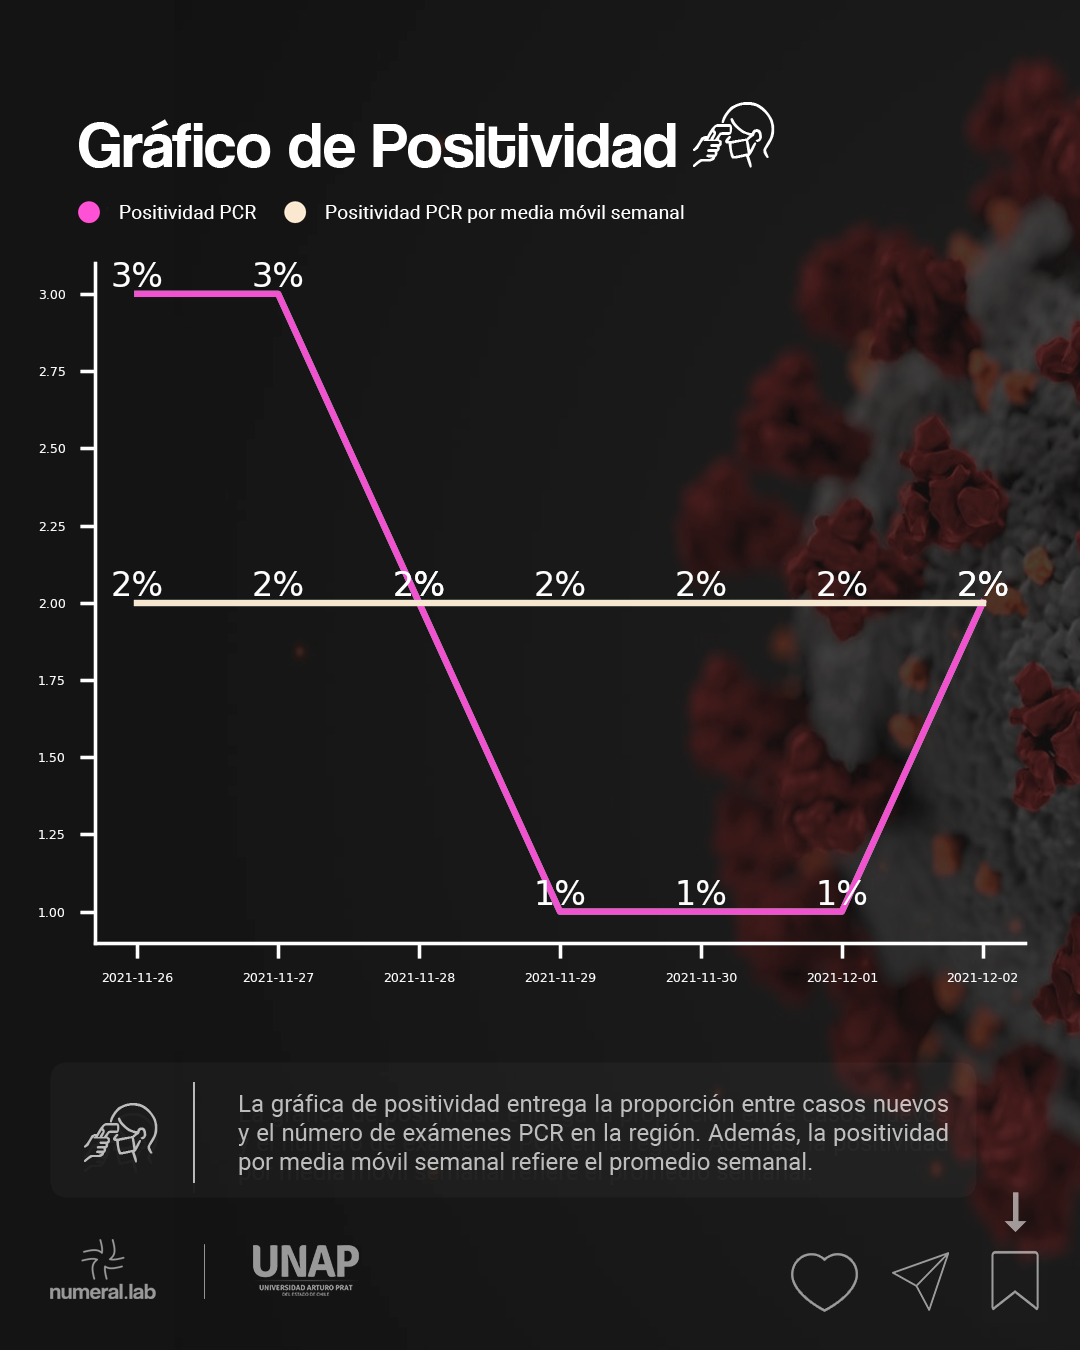 Gráfico de Positividad
Positividad PCR
Positividad PCR por media móvil semanal
3% 3%
3.00
2.75
2.50
2.25
2% 2% 2% 2% 2% 2% 2%
2.00
1.75
1.50
1.25
1% 1% 1%
1.00
2021-11-26 2021-11-27 2021-11-28 2021-11-29 2021-11-30 2021-12-01 2021-12-02
La gráfica de positividad entrega la proporción entre casos nuevos
y el número de exámenes PCR en la región. Además, la positividad
por media móvil semanal refiere el promedio semanal.
numeral.lab
UNAP
UNIVERSIDAD ARTURO PRAT
DEL ESTADO DE CHILE